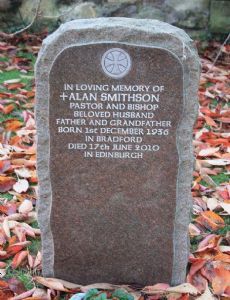 IN LOVING MEMORY OF
+ALAN SMITHSON
PASTOR AND BISHOP
BELOVED HUSBAND
FATHER AND GRANDFATHER
BORN 1st DECEMBER 1936
IN BRADFORD
DIED 17th JUNE 2010
IN EDINBURGH